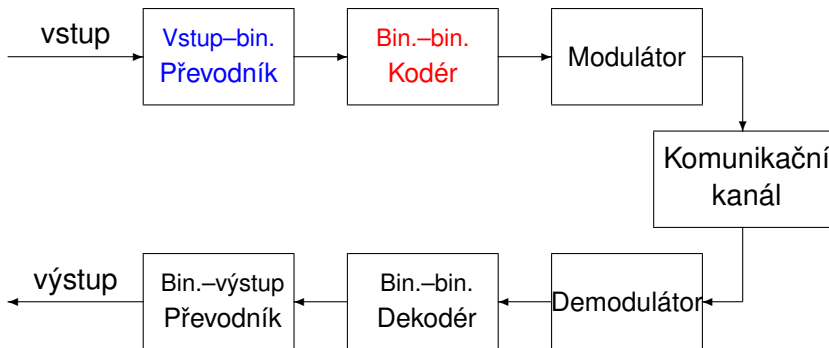 vstup
Vstup–bin.
Převodník
Bin.–bin.
Kodér
Modulátor
Komunikační
kanál
výstup
Bin.–výstup
Převodník
Bin.–bin.
Dekodér
Demodulátor